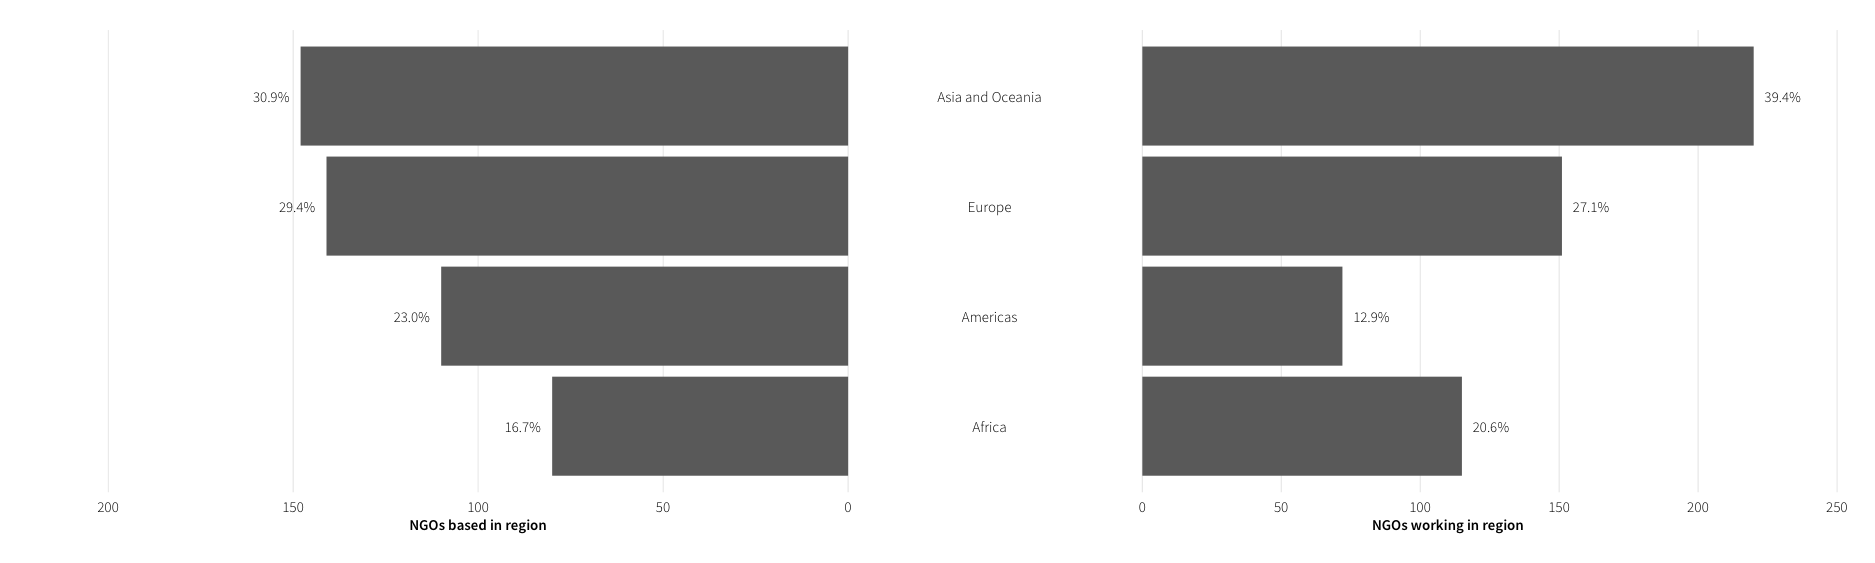 30.9%
Asia and Oceania
39.4%
29.4%
Europe
27.1%
23.0%
Americas
12.9%
16.7%
Africa
20.6%
200 150 100 50 0
0 50 100 150 200 250
NGOs based in region
NGOs working in region